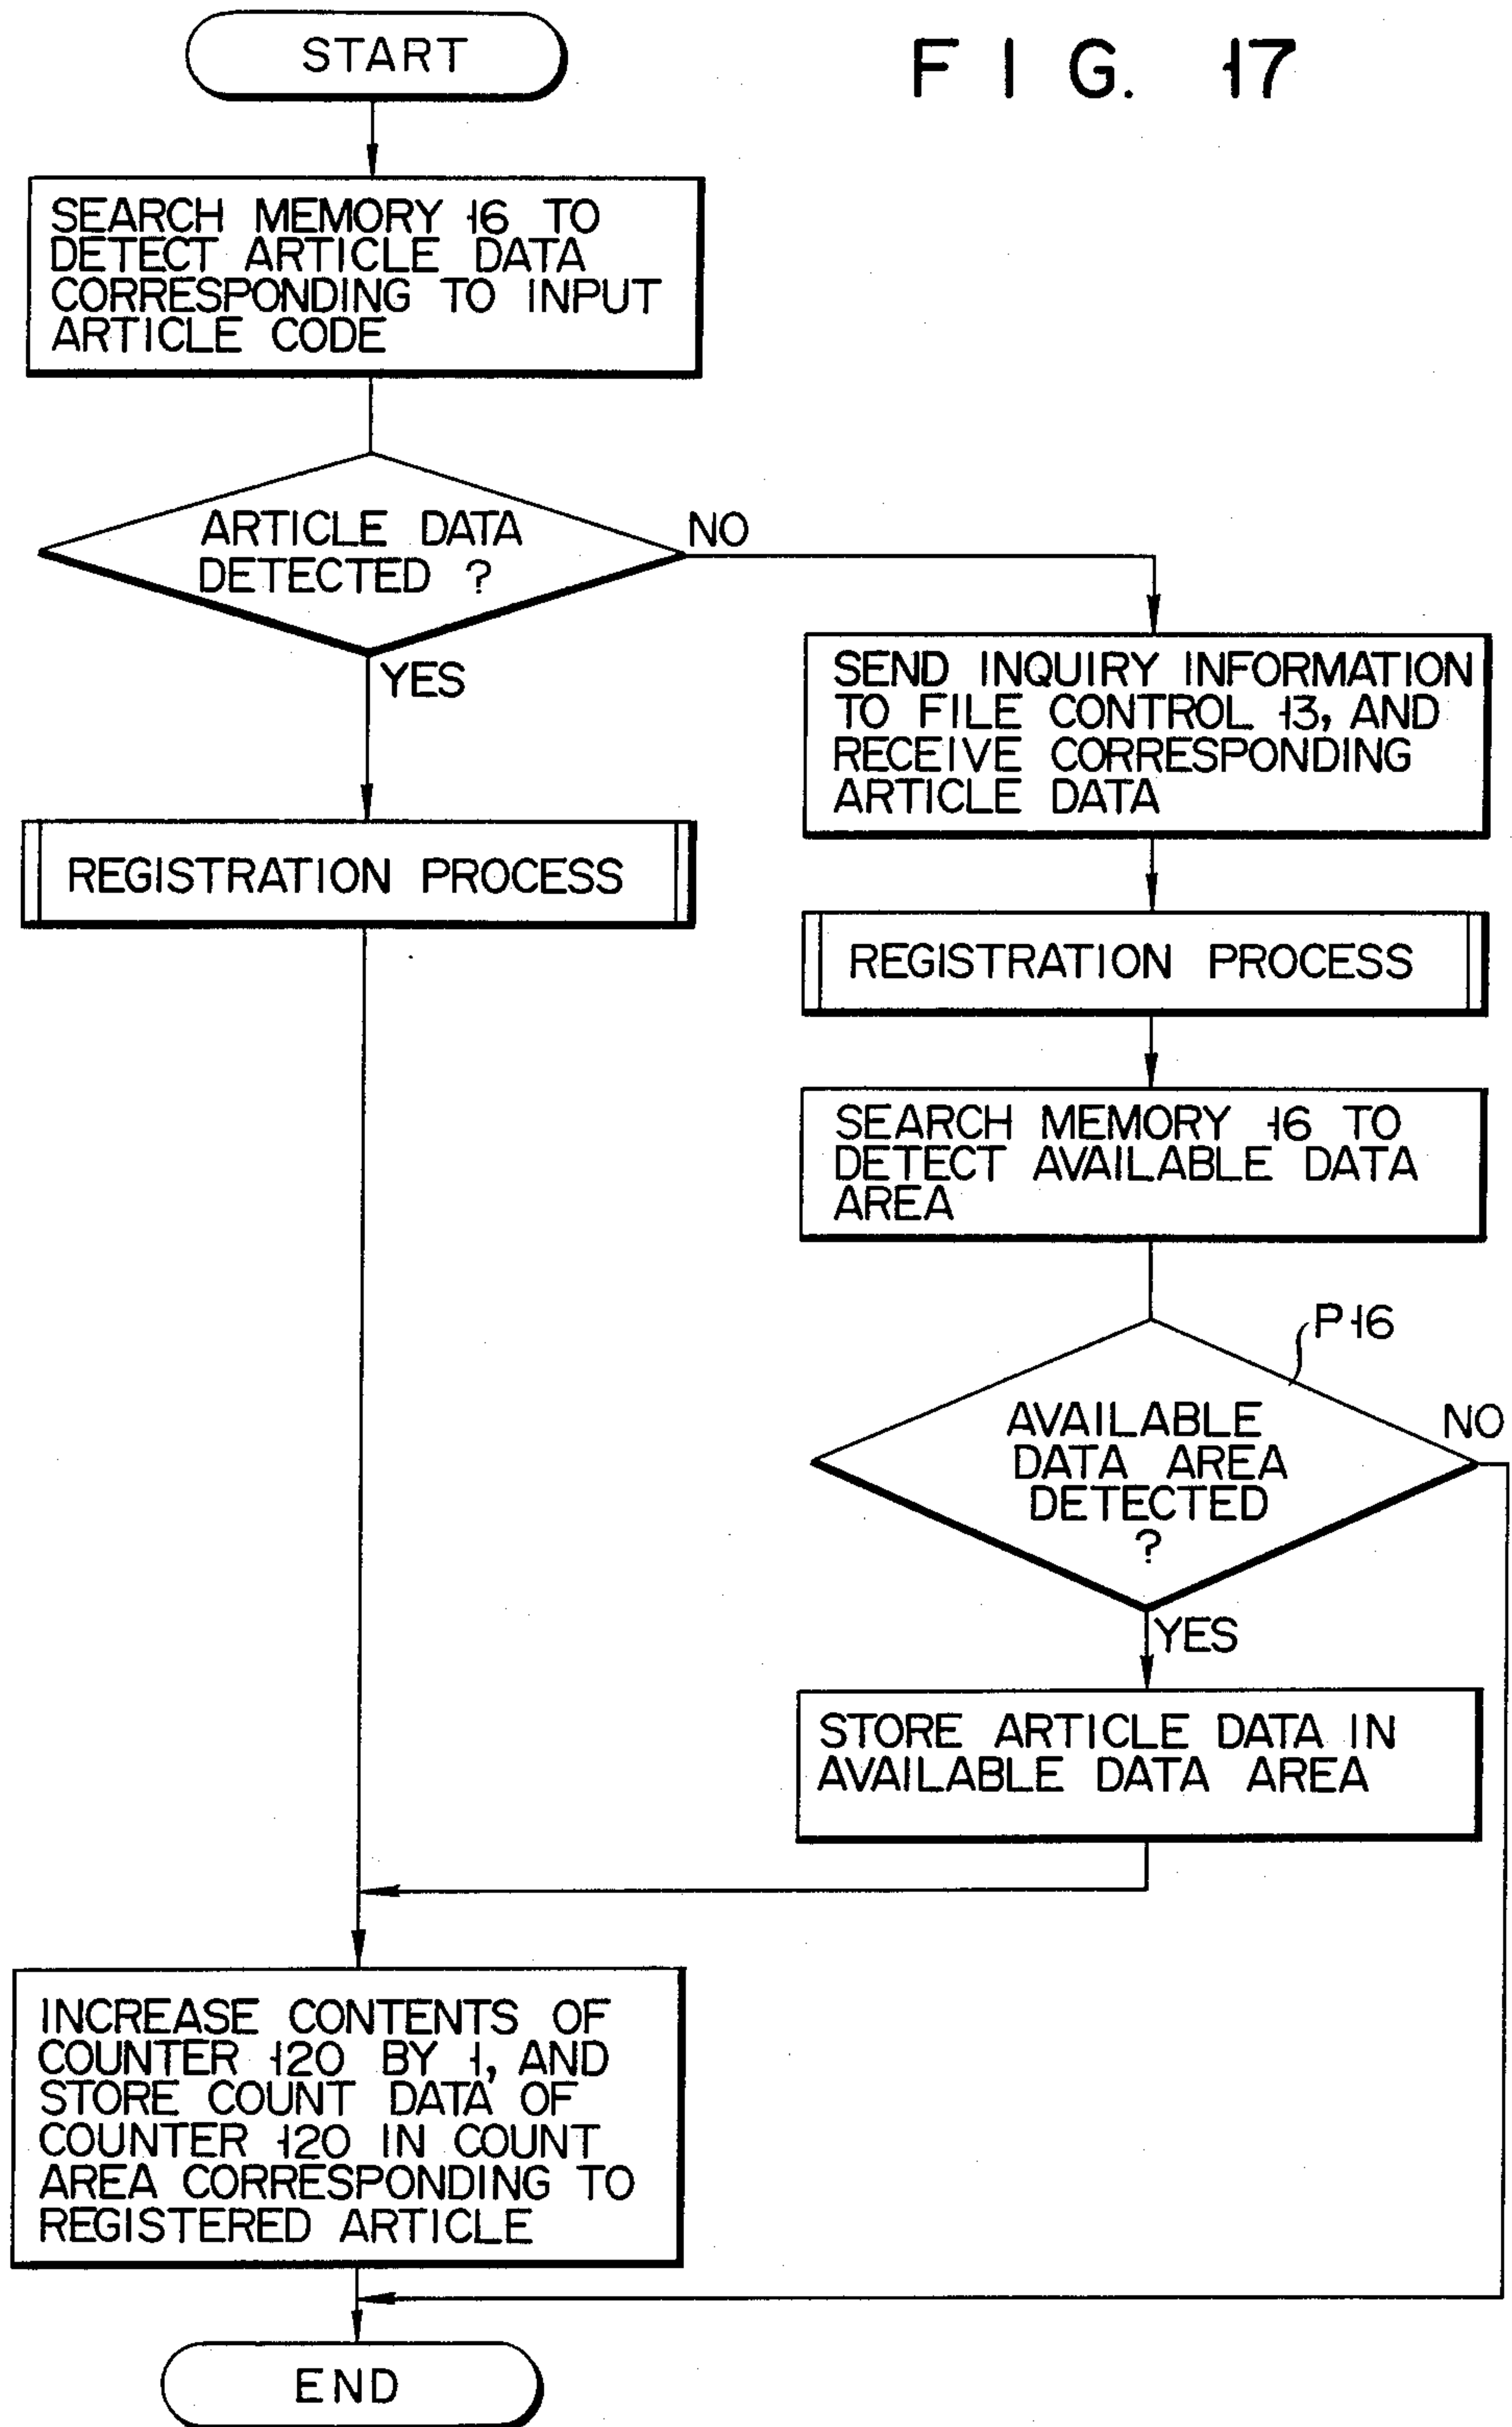 START
FIG. 17
SEARCH MEMORY 16 TO
DETECT ARTICLE DATA
CORRESPONDING TO INPUT
ARTICLE CODE
ARTICLE DATA
DETECTED ?
NO
YES
SEND INQUIRY INFORMATION
TO FILE CONTROL 13, AND
RECEIVE CORRESPONDING
ARTICLE DATA
REGISTRATION PROCESS
REGISTRATION PROCESS
SEARCH MEMORY 16 TO
DETECT AVAILABLE DATA
AREA
P16
AVAILABLE
DATA AREA
DETECTED
?
NO
YES
STORE ARTICLE DATA IN
AVAILABLE DATA AREA
INCREASE CONTENTS OF
COUNTER 120 BY 1, AND
STORE COUNT DATA OF
COUNTER 120 IN COUNT
AREA CORRESPONDING TO
REGISTERED ARTICLE
END